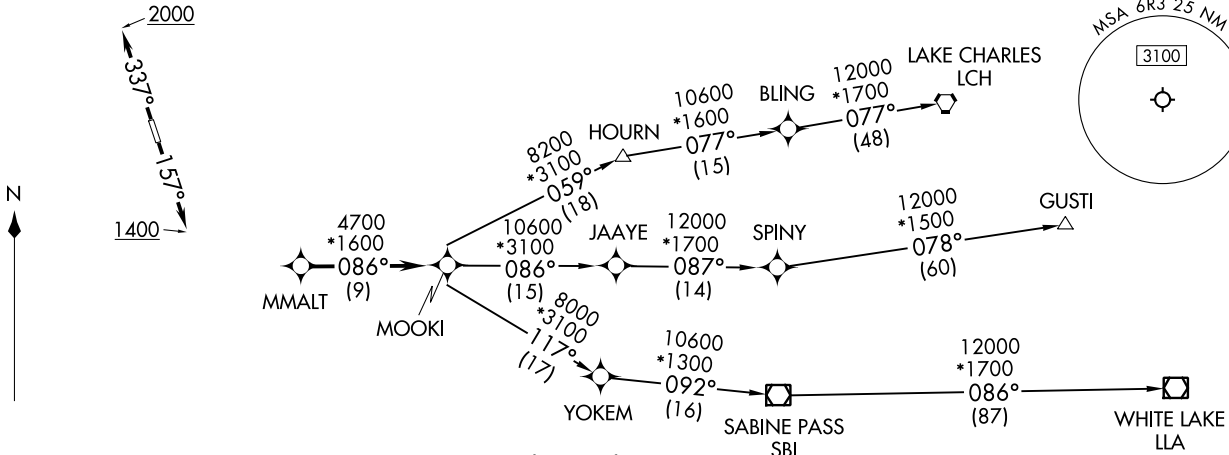 2000
337°
157°
1400
N
MSA 6R3 25 NM
3100
4700
*1600
086°
(9)
MMALT
MOOKI
8200
*3100
059°
(18)
HOURN
10600
*1600
077°
(15)
BLING
12000
*1700
077°
(48)
LAKE CHARLES
LCH
10600
*3100
086°
(15)
JAAYE
12000
*1700
087°
(14)
SPINY
12000
*1500
078°
(60)
GUSTI
8000
*3100
117°
(17)
YOKEM
10600
*1300
092°
(16)
SABINE PASS
SBI
12000
*1700
086°
(87)
WHITE LAKE
LLA